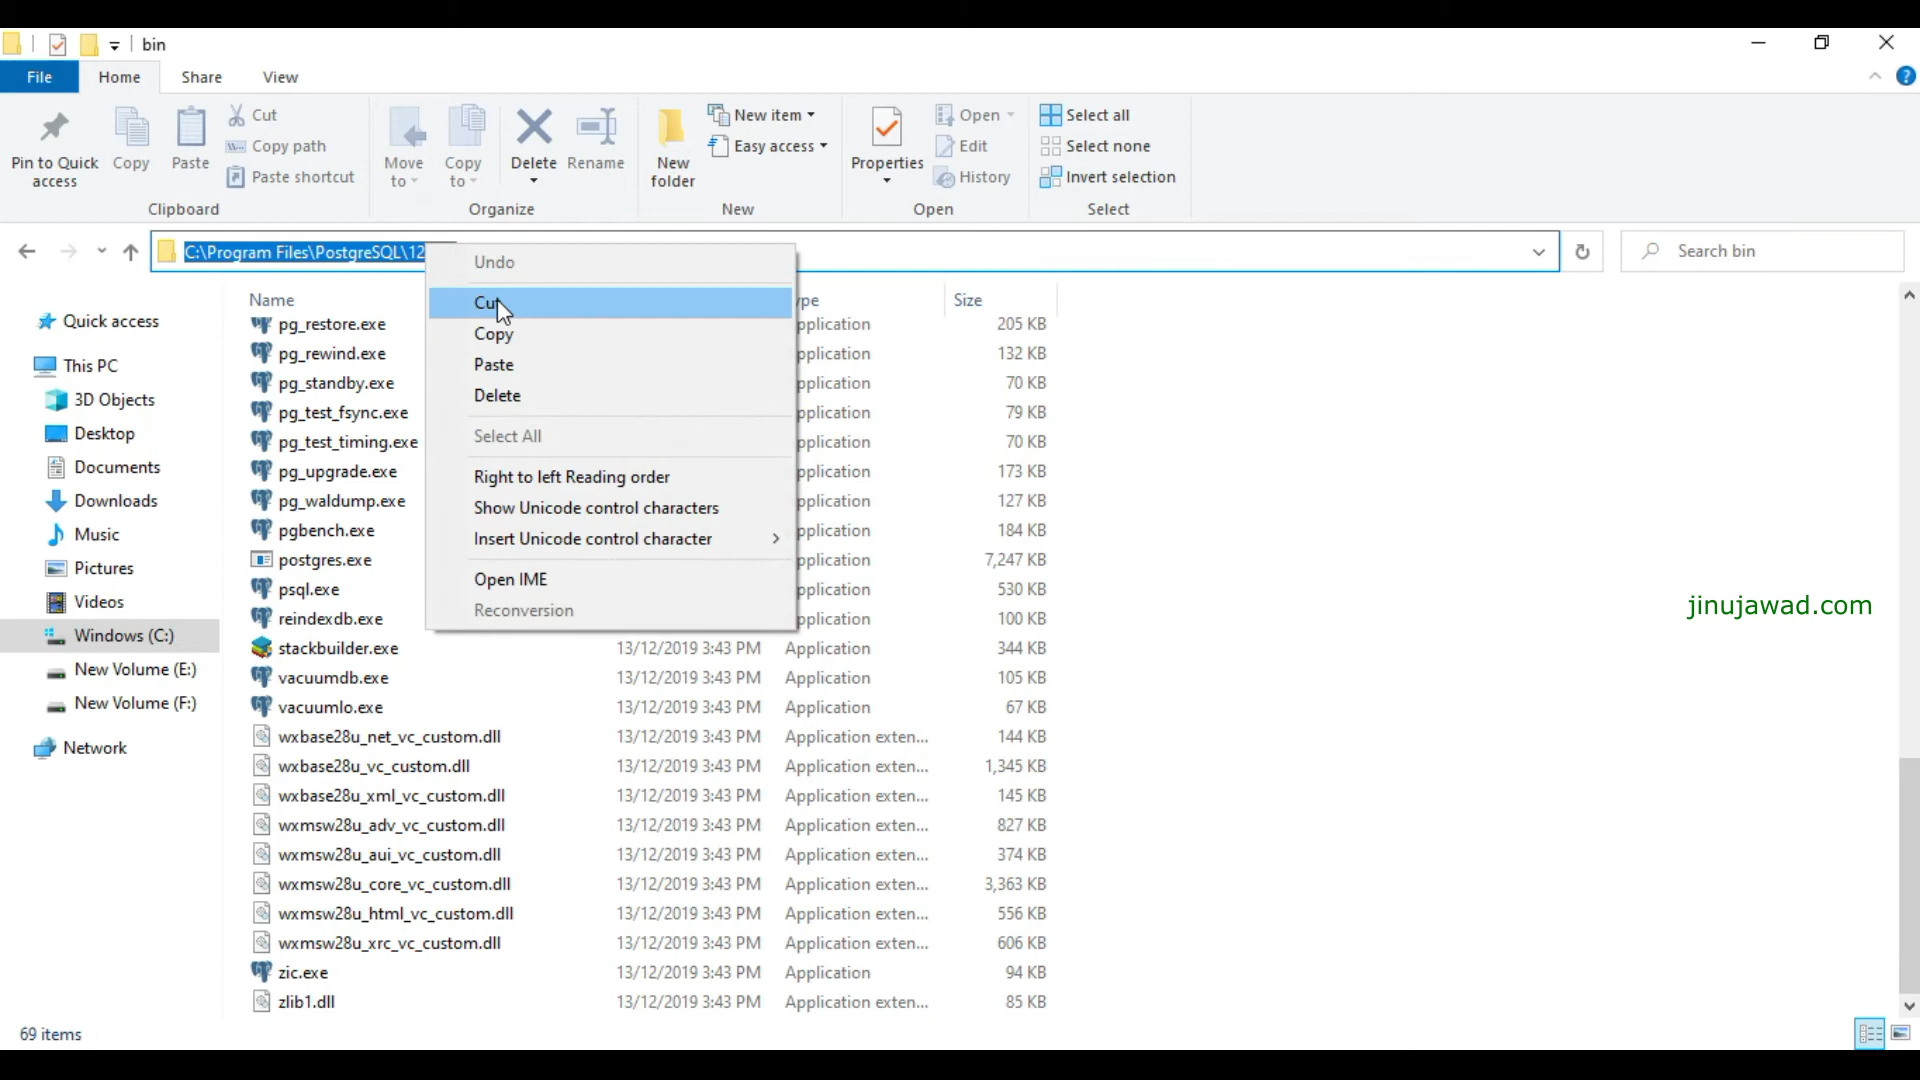 bin
File Home Share View
Pin to Quick access
Copy
Paste
Cut
Copy path
Paste shortcut
Clipboard
Move to
Copy to
Delete
Rename
Organize
New folder
New item
Easy access
New
Properties
Open
Edit
History
Open
Select all
Select none
Invert selection
Select
C:\Program Files\PostgreSQL\12
Search bin
Undo
Cut
Copy
Paste
Delete
Select All
Right to left Reading order
Show Unicode control characters
Insert Unicode control character
Open IME
Reconversion
Quick access
This PC
3D Objects
Desktop
Documents
Downloads
Music
Pictures
Videos
Windows (C:)
New Volume (E:)
New Volume (F:)
Network
Name ype Size
pg_restore.exe pplication 205 KB
pg_rewind.exe pplication 132 KB
pg_standby.exe pplication 70 KB
pg_test_fsync.exe pplication 79 KB
pg_test_timing.exe pplication 70 KB
pg_upgrade.exe pplication 173 KB
pg_waldump.exe pplication 127 KB
pgbench.exe pplication 184 KB
postgres.exe pplication 7,247 KB
psql.exe pplication 530 KB
reindexdb.exe pplication 100 KB
stackbuilder.exe 13/12/2019 3:43 PM Application 344 KB
vacuumdb.exe 13/12/2019 3:43 PM Application 105 KB
vacuumlo.exe 13/12/2019 3:43 PM Application 67 KB
wxbase28u_net_vc_custom.dll 13/12/2019 3:43 PM Application exten... 144 KB
wxbase28u_vc_custom.dll 13/12/2019 3:43 PM Application exten... 1,345 KB
wxbase28u_xml_vc_custom.dll 13/12/2019 3:43 PM Application exten... 145 KB
wxmsw28u_adv_vc_custom.dll 13/12/2019 3:43 PM Application exten... 827 KB
wxmsw28u_aui_vc_custom.dll 13/12/2019 3:43 PM Application exten... 374 KB
wxmsw28u_core_vc_custom.dll 13/12/2019 3:43 PM Application exten... 3,363 KB
wxmsw28u_html_vc_custom.dll 13/12/2019 3:43 PM Application exten... 556 KB
wxmsw28u_xrc_vc_custom.dll 13/12/2019 3:43 PM Application exten... 606 KB
zic.exe 13/12/2019 3:43 PM Application 94 KB
zlib1.dll 13/12/2019 3:43 PM Application exten... 85 KB
jinujawad.com
69 items